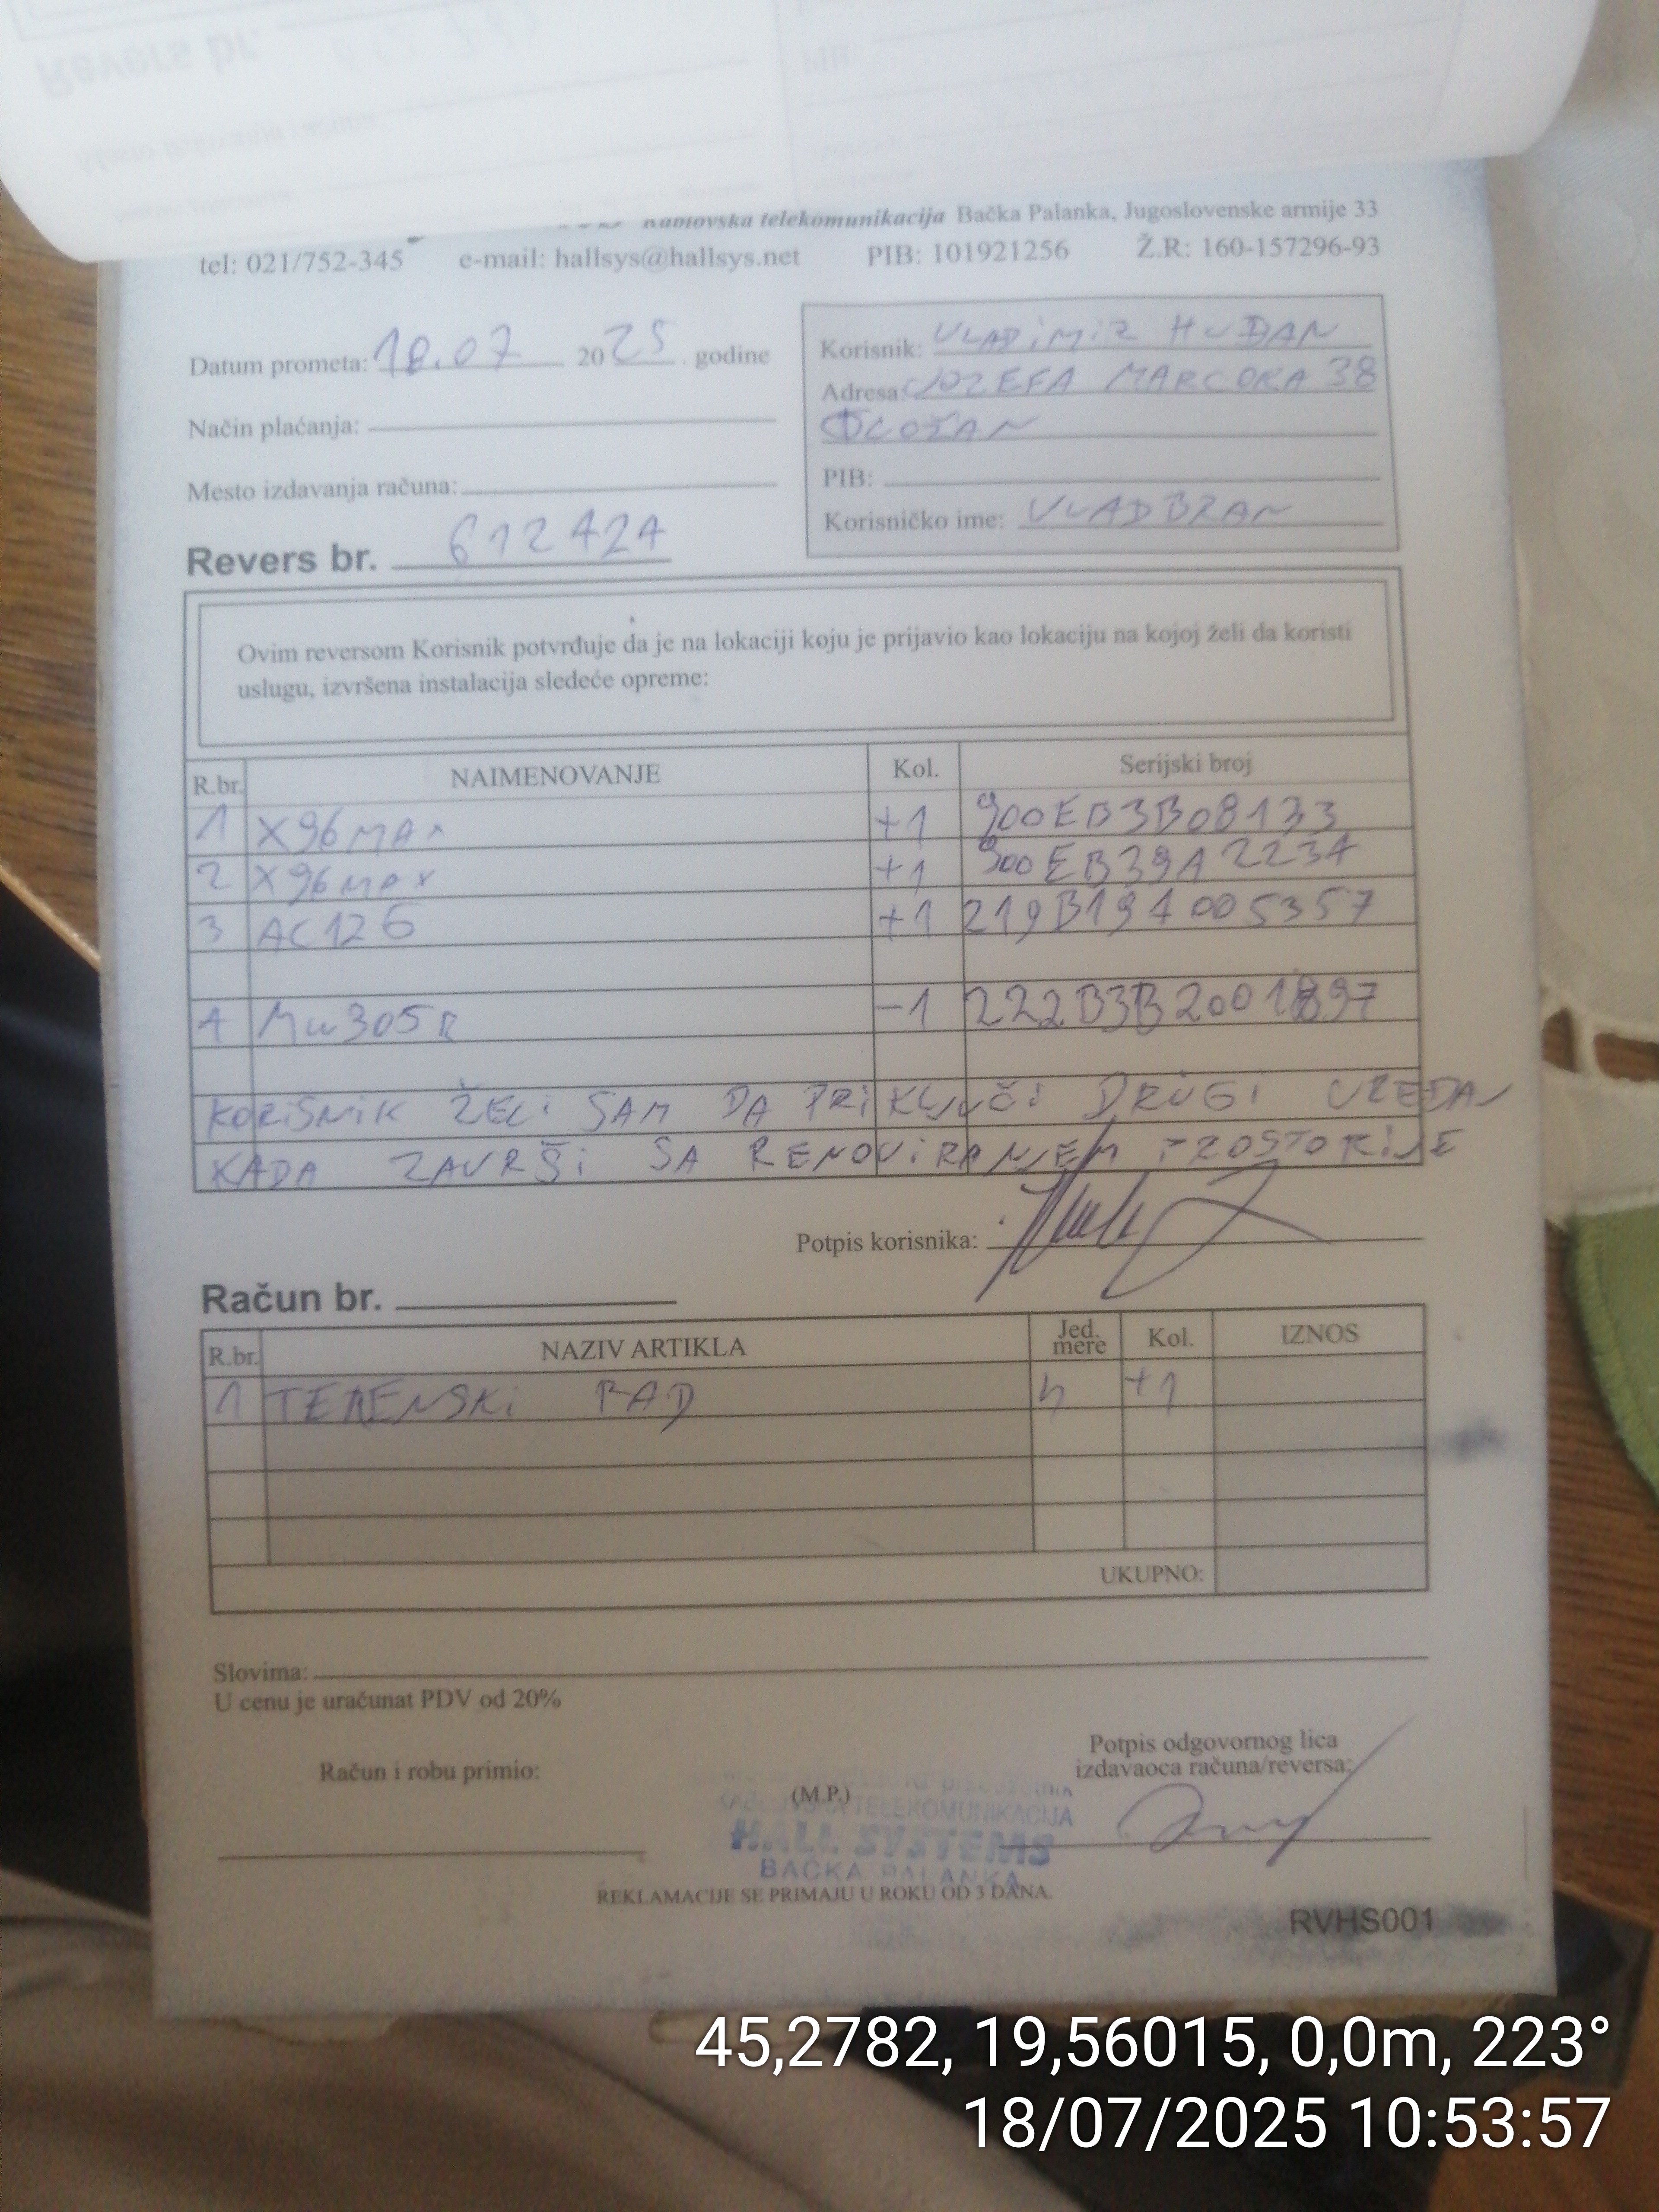 Kablovska telekomunikacija Bačka Palanka, Jugoslovenske armije 33
tel: 021/752-345 e-mail: hallsys@hallsys.net PIB: 101921256 Ž.R: 160-157296-93
Datum prometa: 18.07 2025. godine
Način plaćanja:
Mesto izdavanja računa:
Revers br. 612424
Korisnik: VLADIMIR HUĐAN
Adresa: JOZEFA MARČOKA 38
GLOŽAN
PIB:
Korisničko ime: VLADBRAN
Ovim reversom Korisnik potvrđuje da je na lokaciji koju je prijavio kao lokaciju na kojoj želi da koristi
uslugu, izvršena instalacija sledeće opreme:
R.br. NAIMENOVANJE Kol. Serijski broj
1 X96MAX +1 900EB3B08133
2 X96MAX +1 900EB39A2234
3 AC12G +1 219B194005357
4 MW305R -1 222B3B2001897
KORISNIK ŽELI SAM DA PRIKLJUČI DRUGI UREĐAJ
KADA ZAVRŠI SA RENOVIRANJEM PROSTORIJE
Potpis korisnika:
Račun br.
R.br. NAZIV ARTIKLA Jed. mere Kol. IZNOS
1 TERENSKI RAD h +1
UKUPNO:
Slovima:
U cenu je uračunat PDV od 20%
Račun i robu primio:
(M.P.)
Potpis odgovornog lica
izdavaoca računa/reversa:
KABLOVSKA TELEKOMUNIKACIJA
HALL SYSTEMS
BAČKA PALANKA
REKLAMACIJE SE PRIMAJU U ROKU OD 3 DANA.
RVHS001
45,2782, 19,56015, 0,0m, 223°
18/07/2025 10:53:57